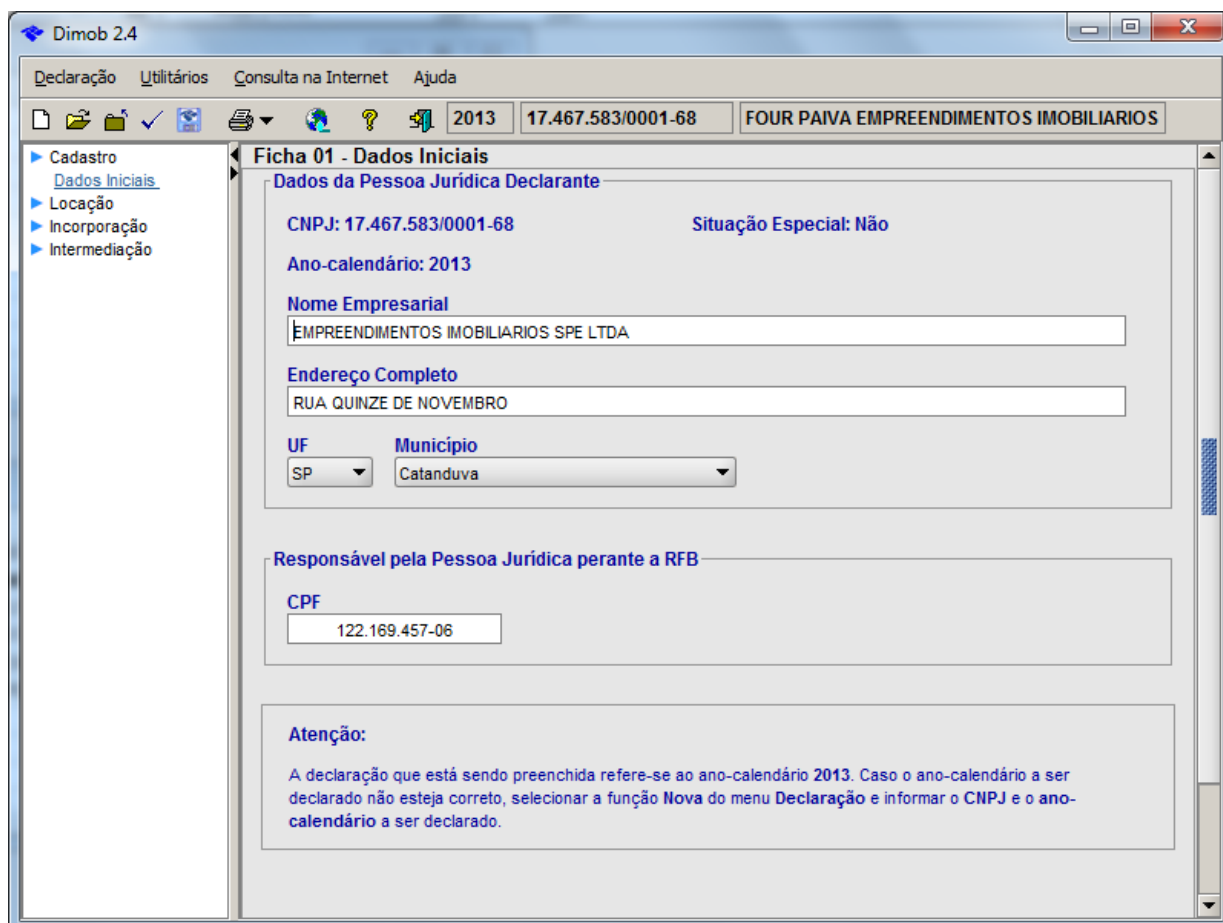 Dimob 2.4
Declaração Utilitários Consulta na Internet Ajuda
2013 17.467.583/0001-68 FOUR PAIVA EMPREENDIMENTOS IMOBILIARIOS
Cadastro
Dados Iniciais
Locação
Incorporação
Intermediação
Ficha 01 - Dados Iniciais
Dados da Pessoa Jurídica Declarante
CNPJ: 17.467.583/0001-68 Situação Especial: Não
Ano-calendário: 2013
Nome Empresarial
EMPREENDIMENTOS IMOBILIARIOS SPE LTDA
Endereço Completo
RUA QUINZE DE NOVEMBRO
UF Município
SP Catanduva
Responsável pela Pessoa Jurídica perante a RFB
CPF
122.169.457-06
Atenção:
A declaração que está sendo preenchida refere-se ao ano-calendário 2013. Caso o ano-calendário a ser
declarado não esteja correto, selecionar a função Nova do menu Declaração e informar o CNPJ e o ano-
calendário a ser declarado.